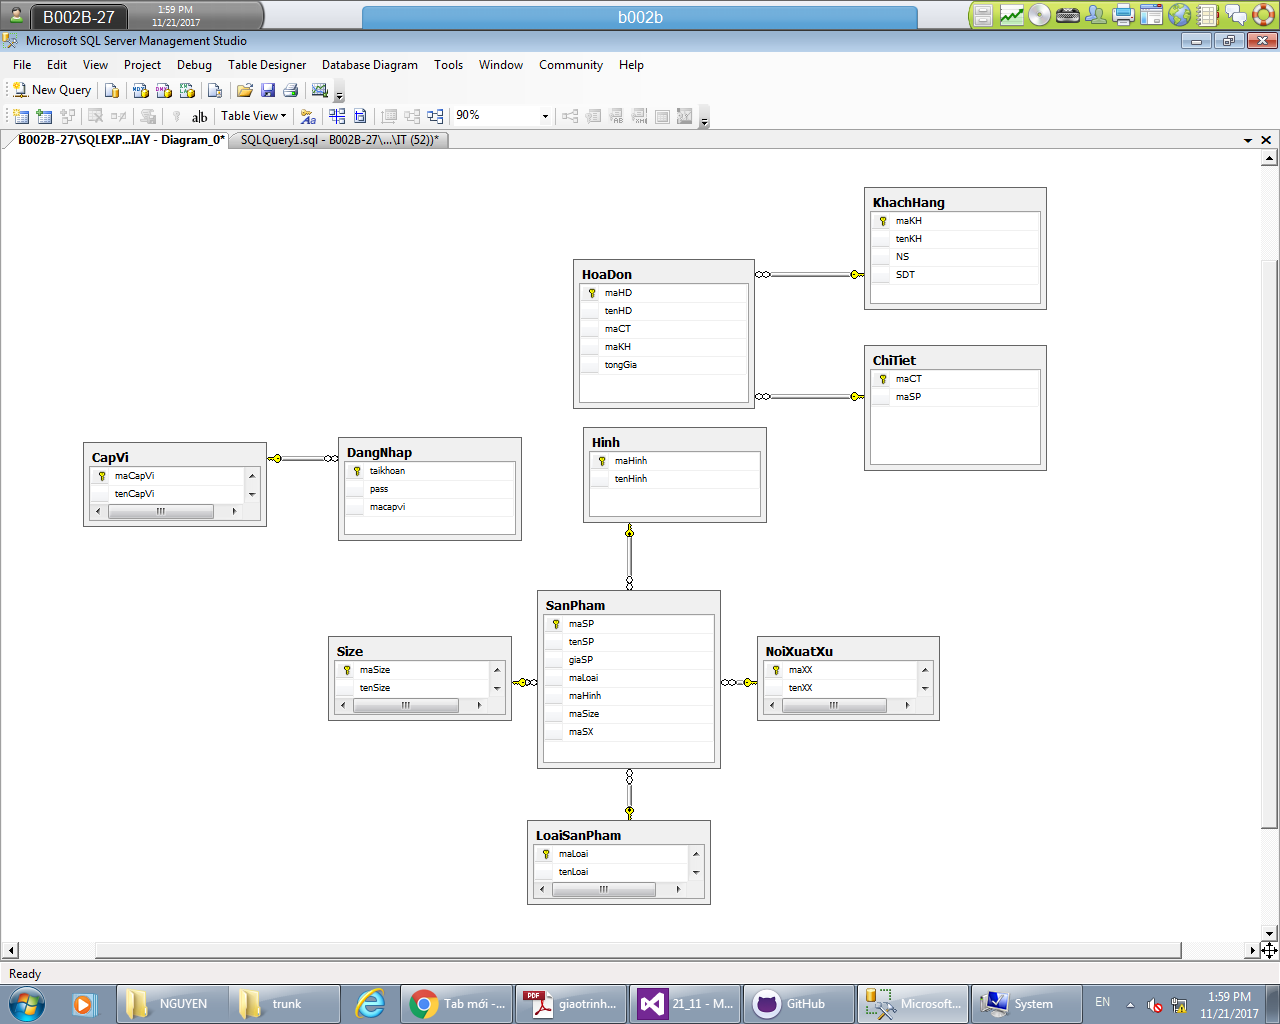 B002B-27
1:59 PM
11/21/2017
b002b
Microsoft SQL Server Management Studio
File Edit View Project Debug Table Designer Database Diagram Tools Window Community Help
New Query
Table View 90%
B002B-27\SQLEXP...IAY - Diagram_0*
SQLQuery1.sql - B002B-27\...\IT (52))*
KhachHang
maKH
tenKH
NS
SDT
HoaDon
maHD
tenHD
maCT
maKH
tongGia
ChiTiet
maCT
maSP
CapVi
maCapVi
tenCapVi
DangNhap
taikhoan
pass
macapvi
Hinh
maHinh
tenHinh
SanPham
maSP
tenSP
giaSP
maLoai
maHinh
maSize
maSX
Size
maSize
tenSize
NoiXuatXu
maXX
tenXX
LoaiSanPham
maLoai
tenLoai
Ready
NGUYEN
trunk
Tab mới -...
PDF
giaotrinh...
21_11 - M...
GitHub
Microsoft...
System
EN
1:59 PM
11/21/2017